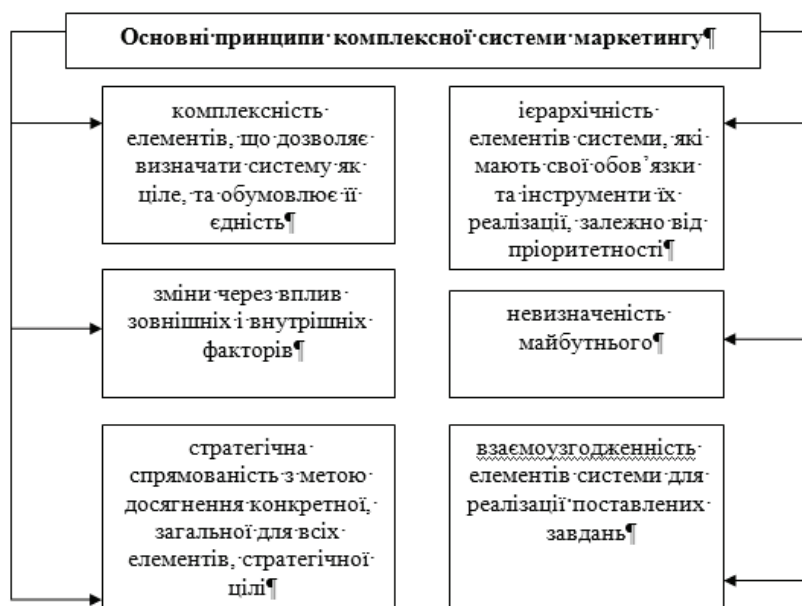 Основні принципи комплексної системи маркетингу
комплексність
елементів, що дозволяє
визначати систему як
ціле, та обумовлює її
єдність
ієрархічність
елементів системи, які
мають свої обов’язки
та інструменти їх
реалізації, залежно від
пріоритетності
зміни через вплив
зовнішніх і внутрішніх
факторів
невизначеність
майбутнього
стратегічна
спрямованість з метою
досягнення конкретної,
загальної для всіх
елементів, стратегічної
цілі
взаємоузгодженність
елементів системи для
реалізації поставлених
завдань